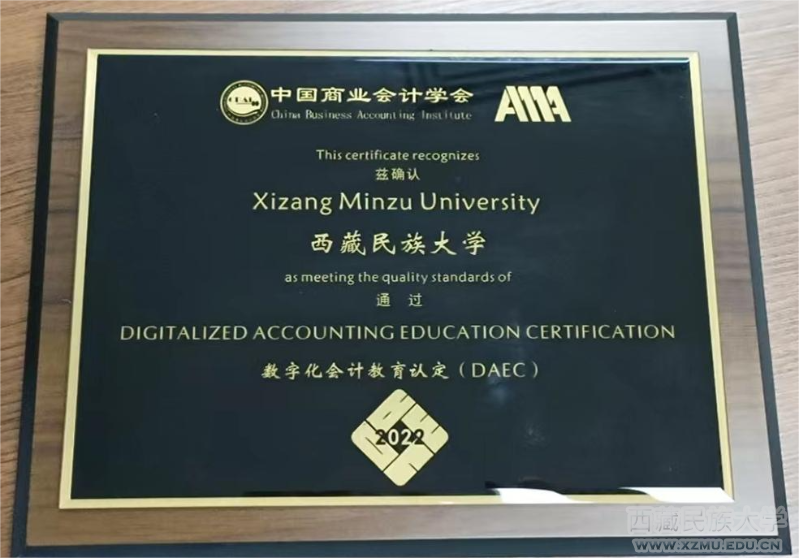 中国商业会计学会
China Business Accounting Institute
AMA
This certificate recognizes
兹确认
Xizang Minzu University
西藏民族大学
as meeting the quality standards of
通 过
DIGITALIZED ACCOUNTING EDUCATION CERTIFICATION
数字化会计教育认定（DAEC）
2022
西藏民族大学
WWW.XZMU.EDU.CN